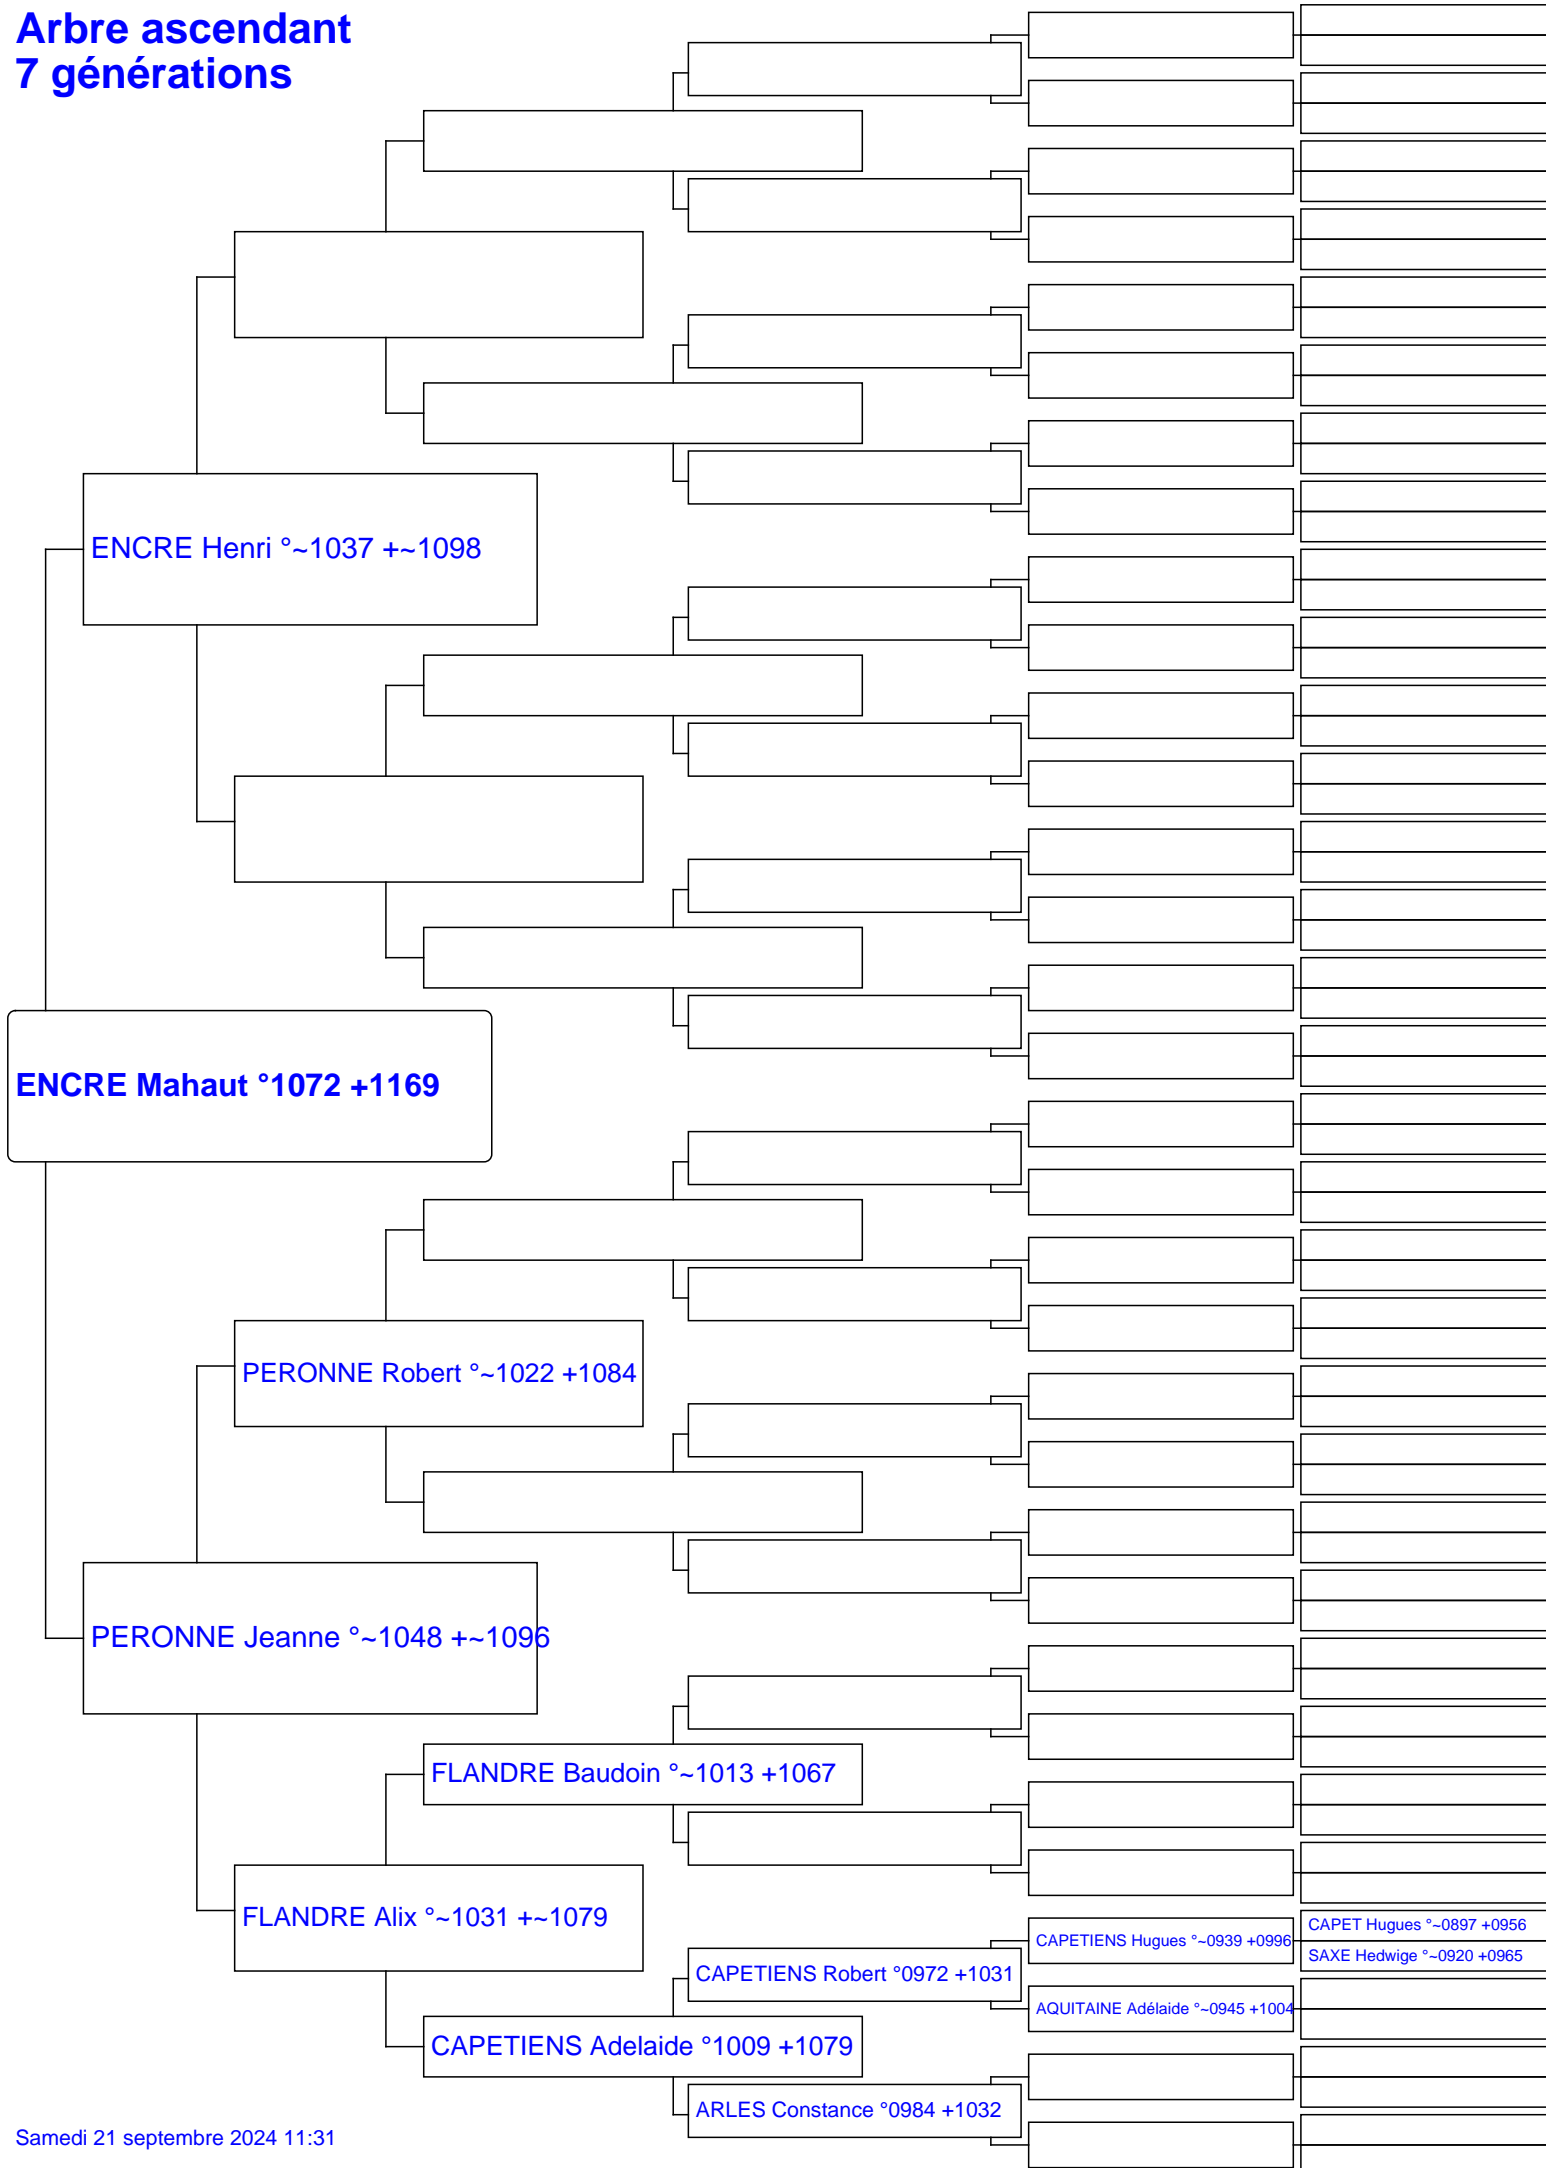 Arbre ascendant
7 générations
ENCRE Henri °~1037 +~1098
ENCRE Mahaut °1072 +1169
PERONNE Robert °~1022 +1084
PERONNE Jeanne °~1048 +~1096
FLANDRE Baudoin °~1013 +1067
FLANDRE Alix °~1031 +~1079
CAPET Hugues °~0897 +0956
CAPETIENS Hugues °~0939 +0996
SAXE Hedwige °~0920 +0965
CAPETIENS Robert °0972 +1031
AQUITAINE Adélaide °~0945 +1004
CAPETIENS Adelaide °1009 +1079
ARLES Constance °0984 +1032
Samedi 21 septembre 2024 11:31